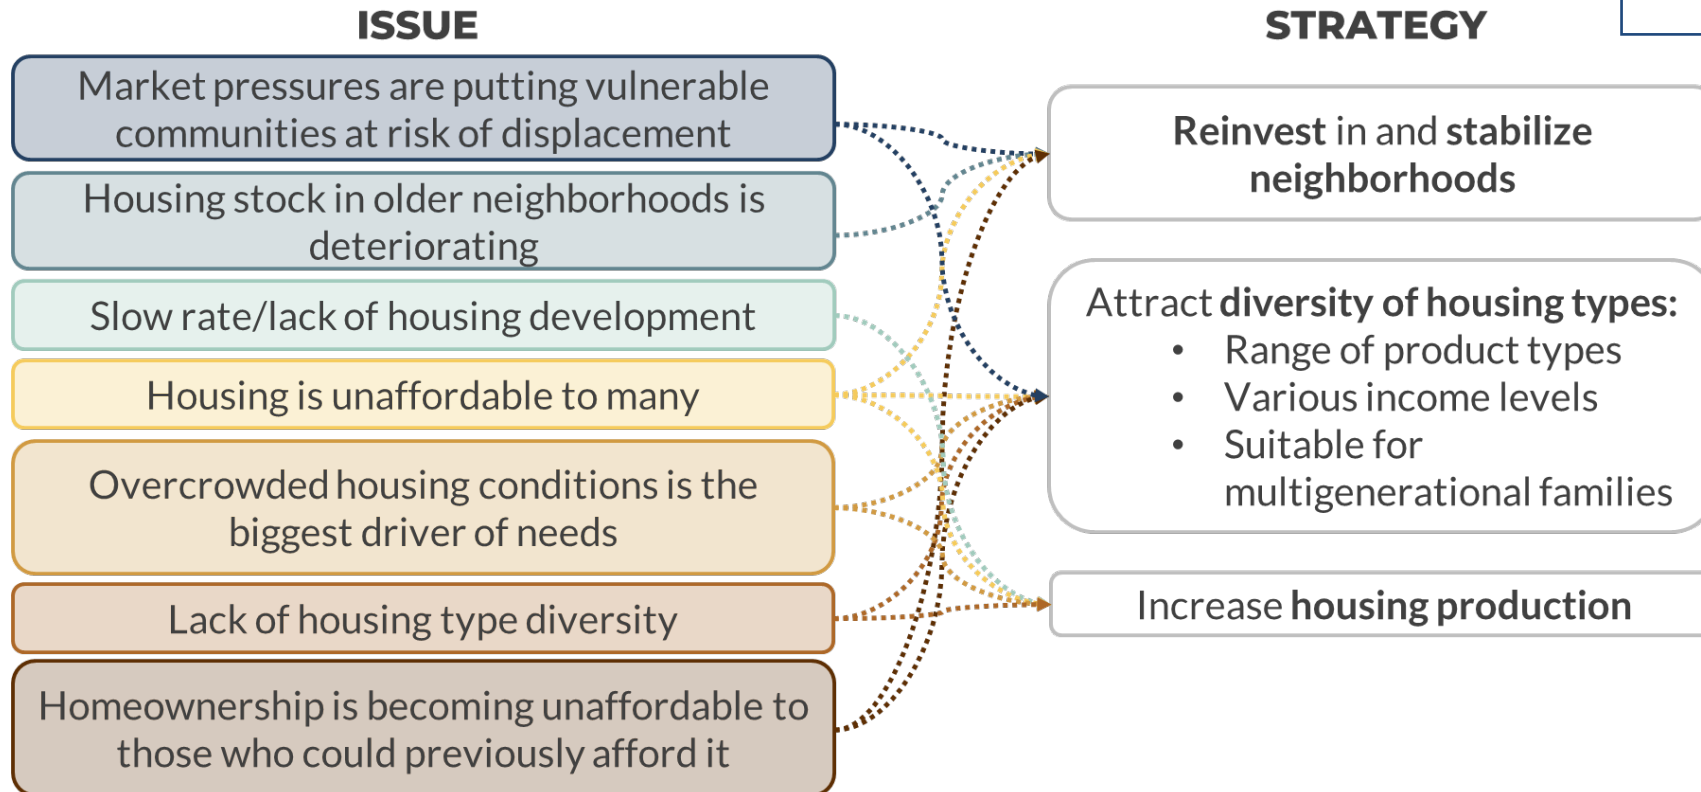 ISSUE
Market pressures are putting vulnerable
communities at risk of displacement
Housing stock in older neighborhoods is
deteriorating
Slow rate/lack of housing development
Housing is unaffordable to many
Overcrowded housing conditions is the
biggest driver of needs
Lack of housing type diversity
Homeownership is becoming unaffordable to
those who could previously afford it
STRATEGY
Reinvest in and stabilize
neighborhoods
Attract diversity of housing types:
• Range of product types
• Various income levels
• Suitable for
multigenerational families
Increase housing production